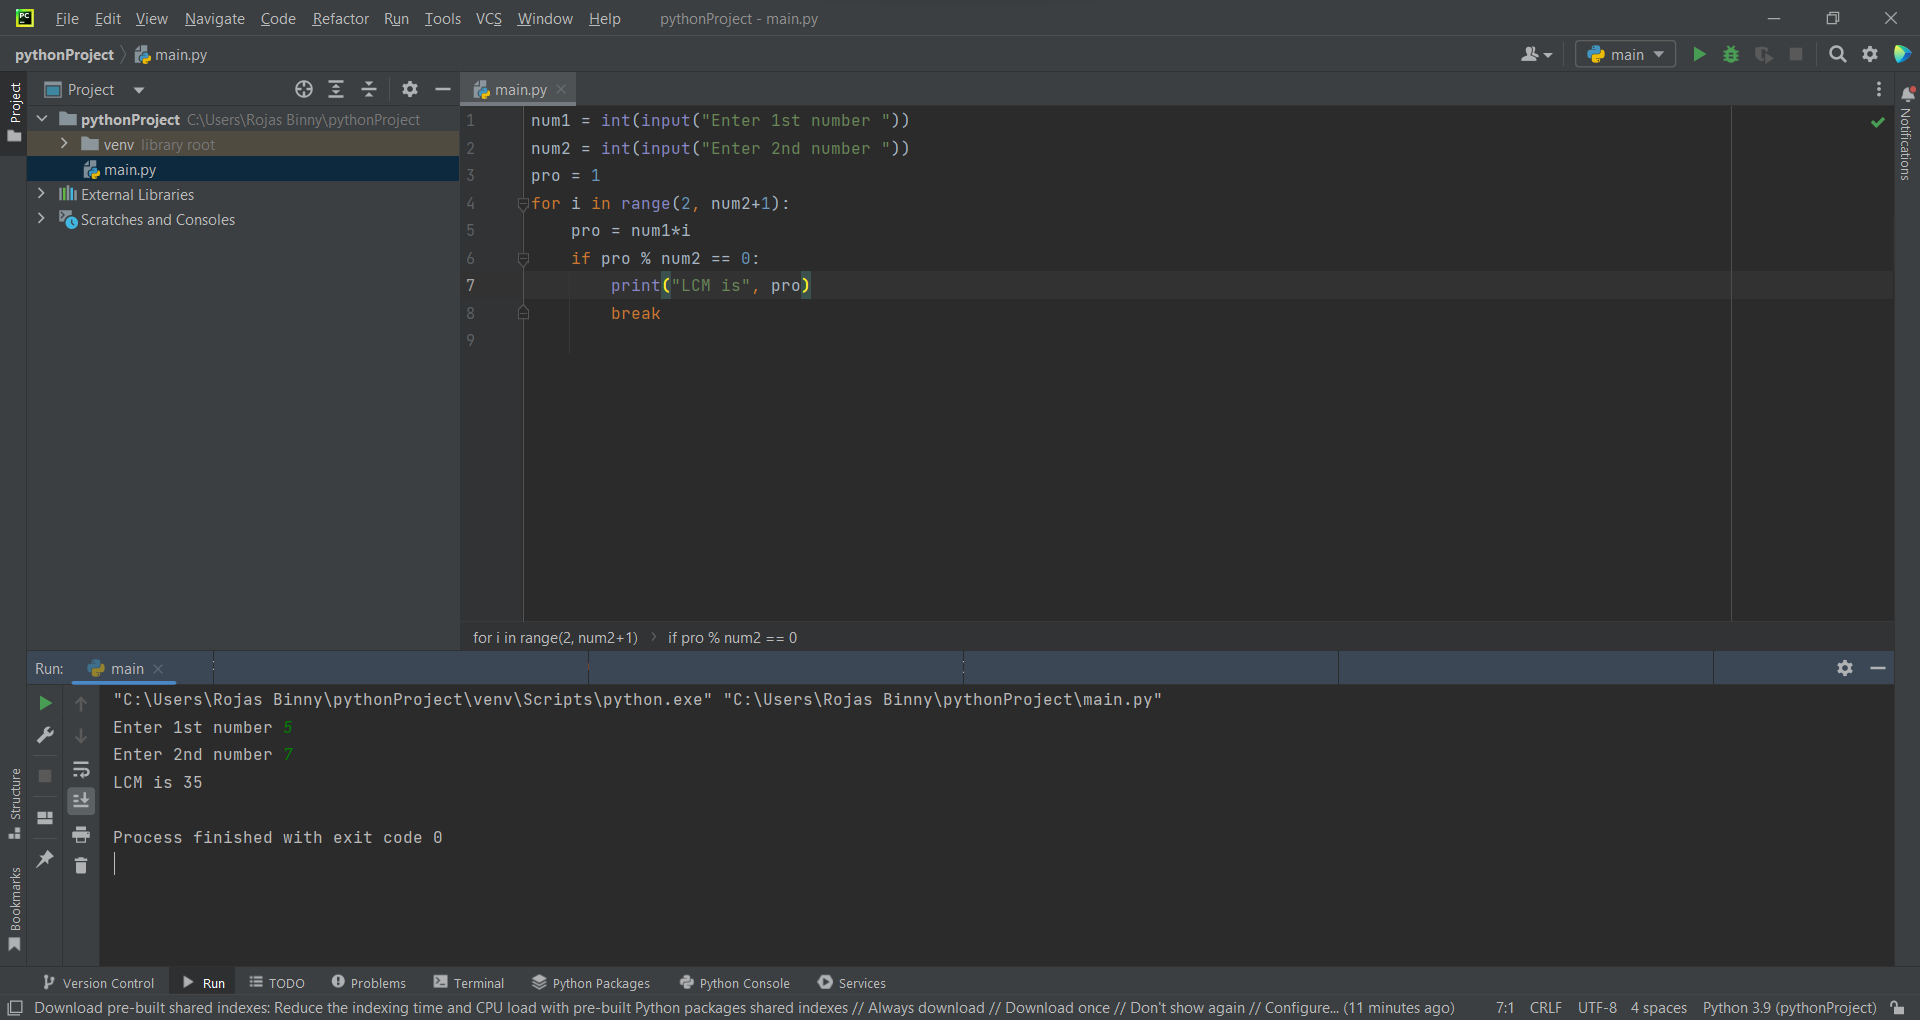 File Edit View Navigate Code Refactor Run Tools VCS Window Help pythonProject - main.py
pythonProject main.py main
Project main.py
Project
pythonProject C:\Users\Rojas Binny\pythonProject
venv library root
main.py
External Libraries
Scratches and Consoles
1 num1 = int(input("Enter 1st number "))
2 num2 = int(input("Enter 2nd number "))
3 pro = 1
4 for i in range(2, num2+1):
5 pro = num1*i
6 if pro % num2 == 0:
7 print("LCM is", pro)
8 break
9
Notifications
for i in range(2, num2+1) if pro % num2 == 0
Run: main
"C:\Users\Rojas Binny\pythonProject\venv\Scripts\python.exe" "C:\Users\Rojas Binny\pythonProject\main.py"
Enter 1st number 5
Enter 2nd number 7
LCM is 35
Process finished with exit code 0
Structure
Bookmarks
Version Control Run TODO Problems Terminal Python Packages Python Console Services
Download pre-built shared indexes: Reduce the indexing time and CPU load with pre-built Python packages shared indexes // Always download // Download once // Don't show again // Configure... (11 minutes ago) 7:1 CRLF UTF-8 4 spaces Python 3.9 (pythonProject)